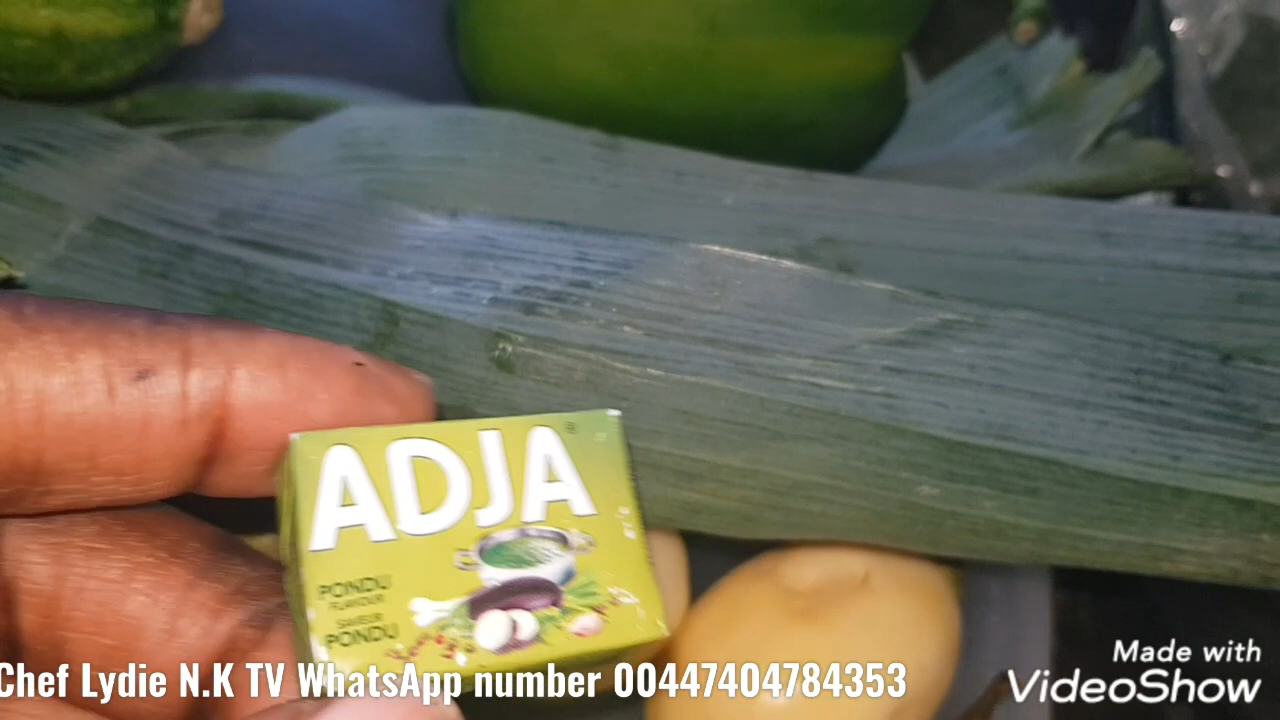 ADJA
PONDU
FLAVOUR
SAVEUR
PONDU
Chef Lydie N.K TV WhatsApp number 00447404784353
Made with
VideoShow